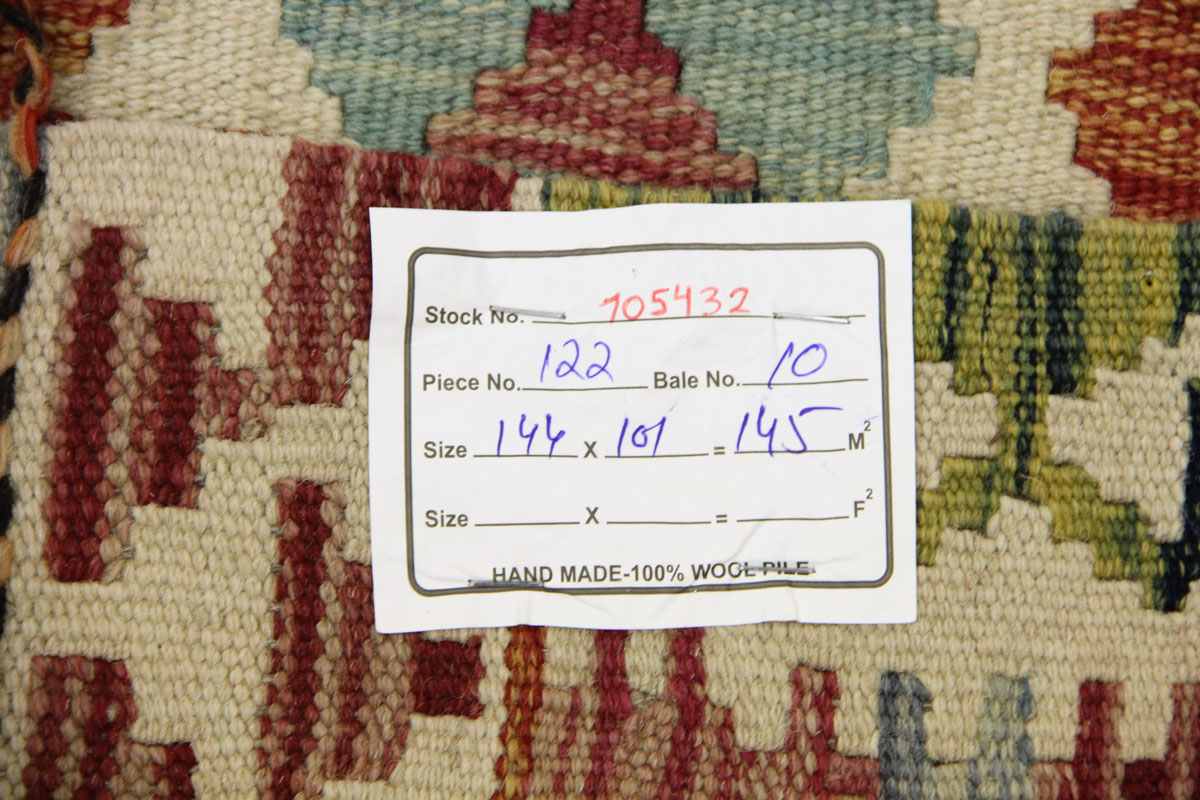 Stock No. 105432
Piece No. 122 Bale No. 10
Size 144 X 101 = 145 M²
Size X = F²
HAND MADE-100% WOOL PILE